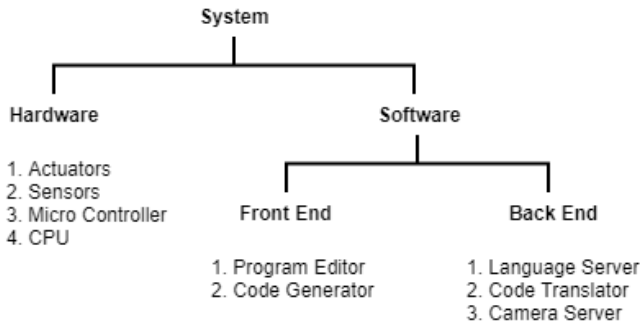 System
Hardware
Software
1. Actuators
2. Sensors
3. Micro Controller
4. CPU
Front End
Back End
1. Program Editor
2. Code Generator
1. Language Server
2. Code Translator
3. Camera Server